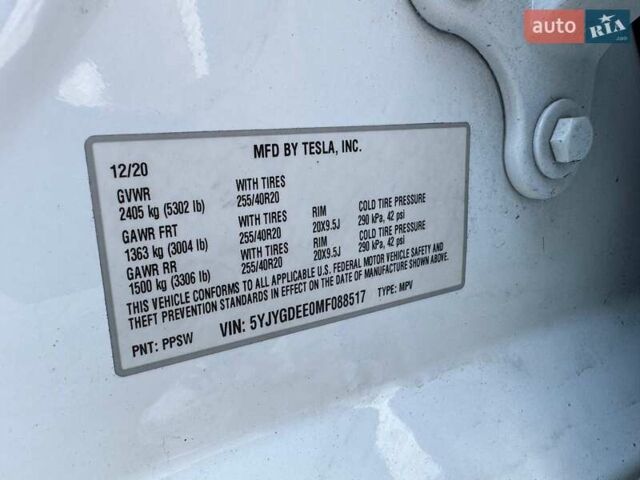 auto RIA
.com
MFD BY TESLA, INC.
12/20
GVWR WITH TIRES
2405 kg (5302 lb) 255/40R20
GAWR FRT WITH TIRES RIM COLD TIRE PRESSURE
1363 kg (3004 lb) 255/40R20 20X9.5J 290 kPa, 42 psi
GAWR RR WITH TIRES RIM COLD TIRE PRESSURE
1500 kg (3306 lb) 255/40R20 20X9.5J 290 kPa, 42 psi
THIS VEHICLE CONFORMS TO ALL APPLICABLE U.S. FEDERAL MOTOR VEHICLE SAFETY AND
THEFT PREVENTION STANDARDS IN EFFECT ON THE DATE OF MANUFACTURE SHOWN ABOVE.
VIN: 5YJYGDEE0MF088517 TYPE: MPV
PNT: PPSW